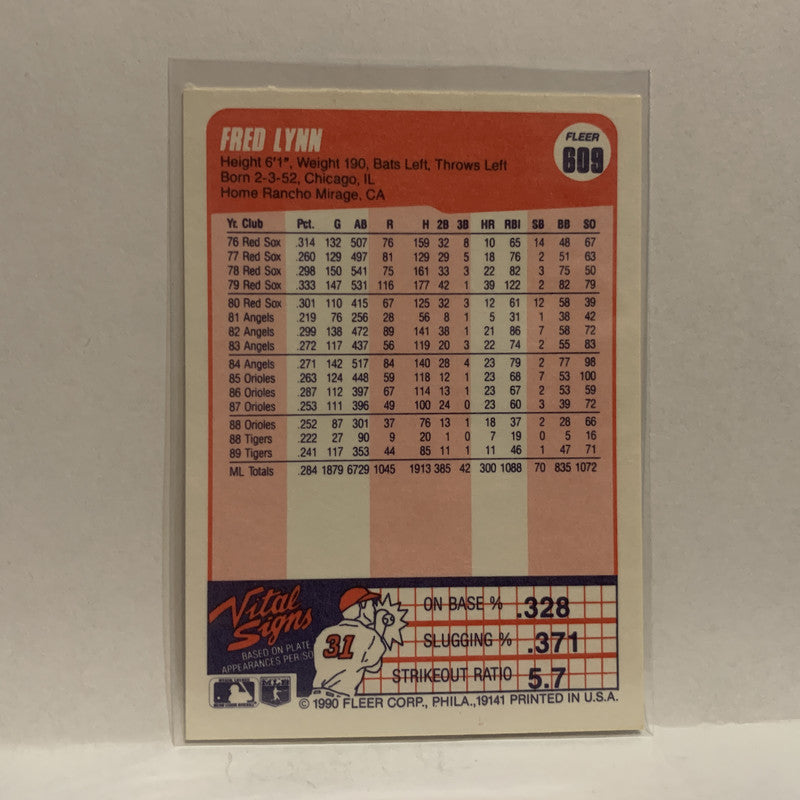 FRED LYNN
FLEER
609
Height 6'1", Weight 190, Bats Left, Throws Left
Born 2-3-52, Chicago, IL
Home Rancho Mirage, CA
Yr. Club Pct. G AB R H 2B 3B HR RBI SB BB SO
76 Red Sox .314 132 507 76 159 32 8 10 65 14 48 67
77 Red Sox .260 129 497 81 129 29 5 18 76 2 51 63
78 Red Sox .298 150 541 75 161 33 3 22 82 3 75 50
79 Red Sox .333 147 531 116 177 42 1 39 122 2 82 79
80 Red Sox .301 110 415 67 125 32 3 12 61 12 58 39
81 Angels .219 76 256 28 56 8 1 5 31 1 38 42
82 Angels .299 138 472 89 141 38 1 21 86 7 58 72
83 Angels .272 117 437 56 119 20 3 22 74 2 55 83
84 Angels .271 142 517 84 140 28 4 23 79 2 77 98
85 Orioles .263 124 448 59 118 12 1 23 68 7 53 100
86 Orioles .287 112 397 67 114 13 1 23 67 2 53 59
87 Orioles .253 111 396 49 100 24 0 23 60 3 39 72
88 Orioles .252 87 301 37 76 13 1 18 37 2 28 66
88 Tigers .222 27 90 9 20 1 0 7 19 0 5 16
89 Tigers .241 117 353 44 85 11 1 11 46 1 47 71
ML Totals .284 1879 6729 1045 1913 385 42 300 1088 70 835 1072
Vital Signs
BASED ON PLATE
APPEARANCES PER SO
31
ON BASE % .328
SLUGGING % .371
STRIKEOUT RATIO 5.7
© 1990 FLEER CORP., PHILA., 19141 PRINTED IN U.S.A.